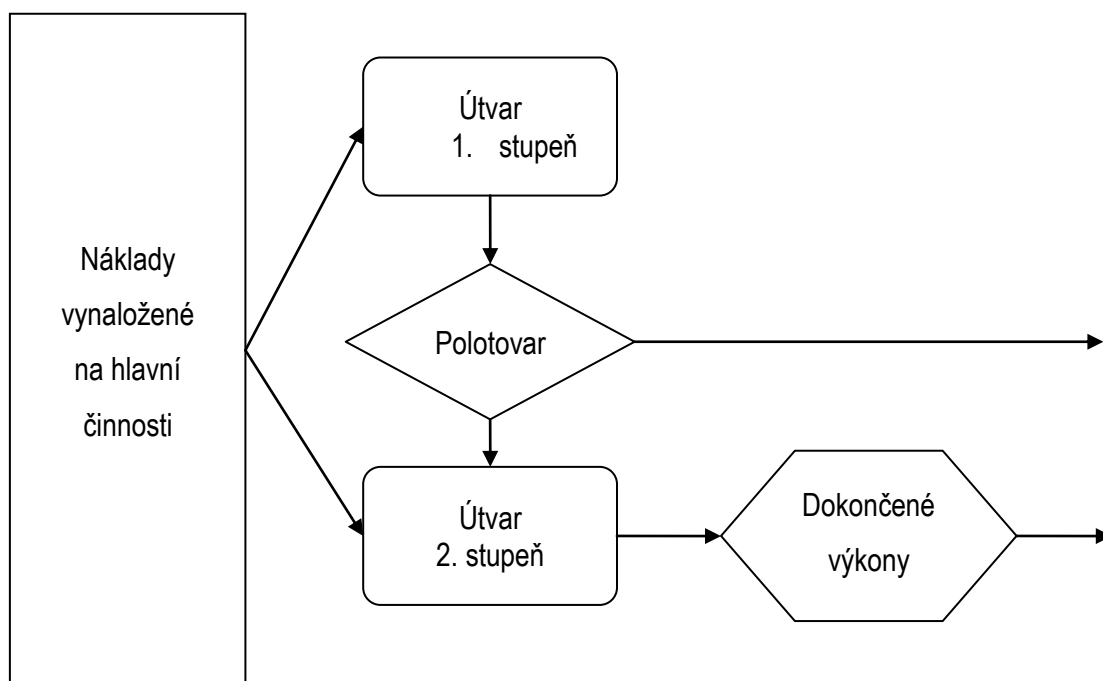 Náklady
vynaložené
na hlavní
činnosti
Útvar
1. stupeň
Polotovar
Útvar
2. stupeň
Dokončené
výkony